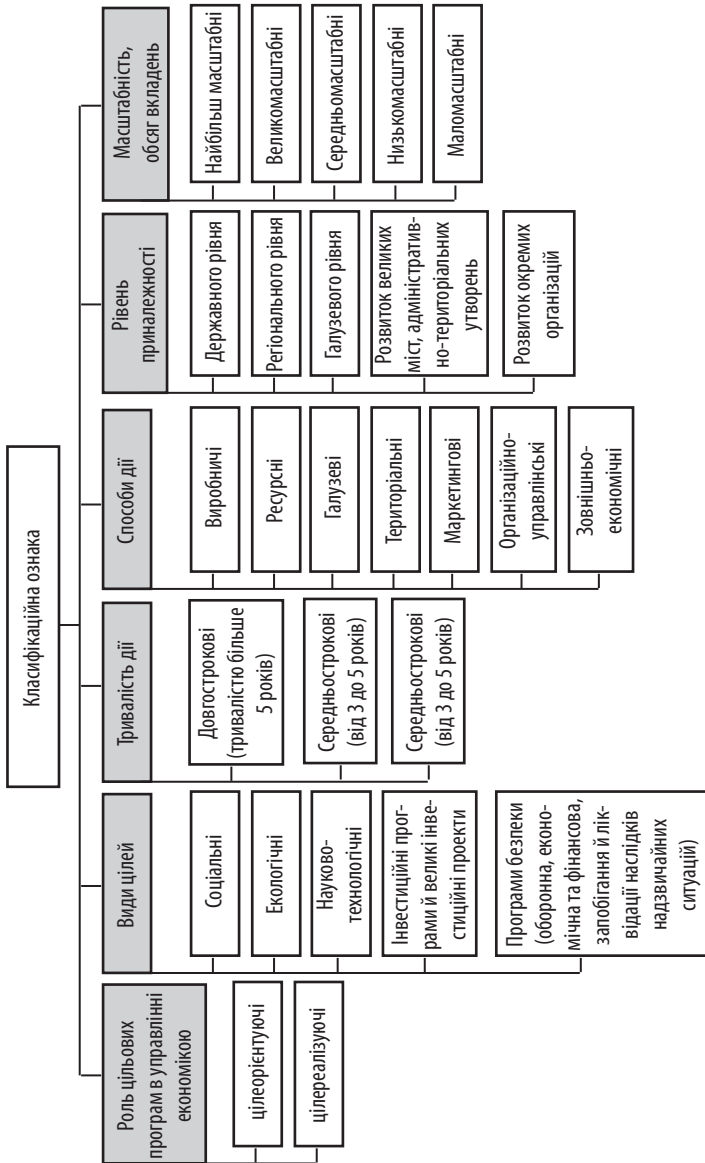 Класифікаційна ознака
Роль цільових
програм в управлінні
економікою
цілеорієнтуючі
цілереалізуючі
Види цілей
Соціальні
Екологічні
Науково-
технологічні
Інвестиційні прог-
рами й великі інве-
стиційні проекти
Програми безпеки
(оборонна, еконо-
мічна та фінансова,
запобігання й лік-
відації наслідків
надзвичайних
ситуацій)
Тривалість дії
Довгострокові
(тривалістю більше
5 років)
Середньострокові
(від 3 до 5 років)
Середньострокові
(від 3 до 5 років)
Способи дії
Виробничі
Ресурсні
Галузеві
Територіальні
Маркетингові
Організаційно-
управлінські
Зовнішньо-
економічні
Рівень
приналежності
Державного рівня
Регіонального рівня
Галузевого рівня
Розвиток великих
міст, адміністратив-
но-територіальних
утворень
Розвиток окремих
організацій
Масштабність,
обсяг вкладень
Найбільш масштабні
Великомасштабні
Середньомасштабні
Низькомасштабні
Маломасштабні